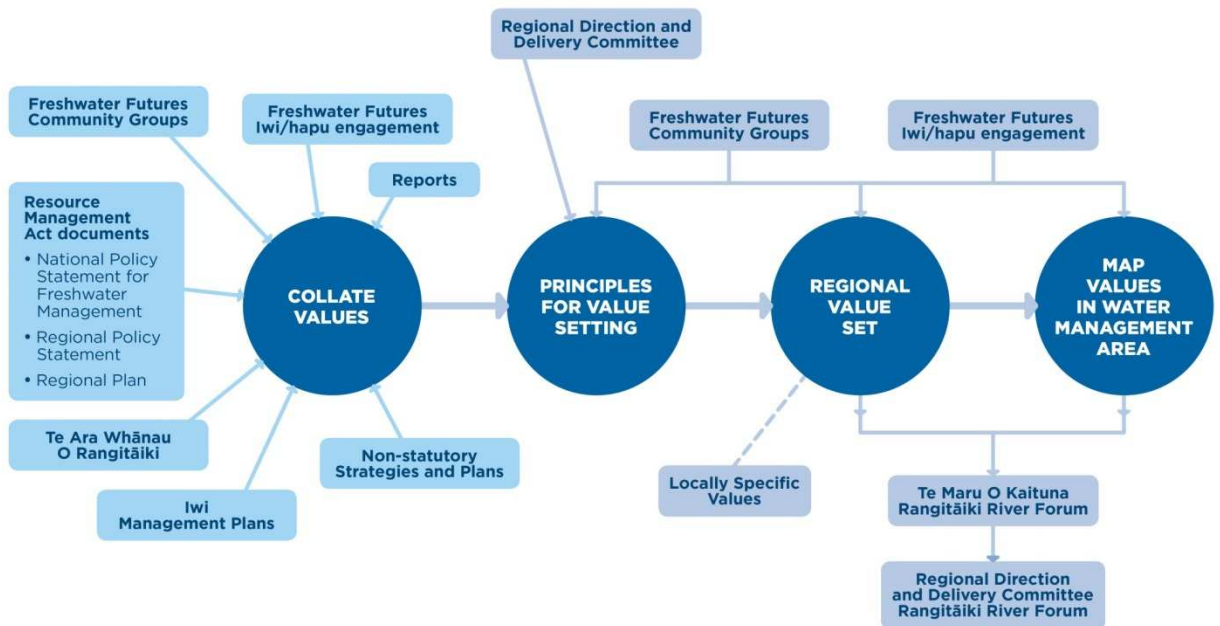 Regional Direction and
Delivery Committee
Freshwater Futures
Community Groups
Freshwater Futures
Iwi/hapu engagement
Reports
Freshwater Futures
Community Groups
Freshwater Futures
Iwi/hapu engagement
Resource
Management
Act documents
• National Policy
Statement for
Freshwater
Management
• Regional Policy
Statement
• Regional Plan
COLLATE
VALUES
PRINCIPLES
FOR VALUE
SETTING
REGIONAL
VALUE
SET
MAP
VALUES
IN WATER
MANAGEMENT
AREA
Te Ara Whānau
O Rangitāiki
Iwi
Management Plans
Non-statutory
Strategies and Plans
Locally Specific
Values
Te Maru O Kaituna
Rangitāiki River Forum
Regional Direction
and Delivery Committee
Rangitāiki River Forum